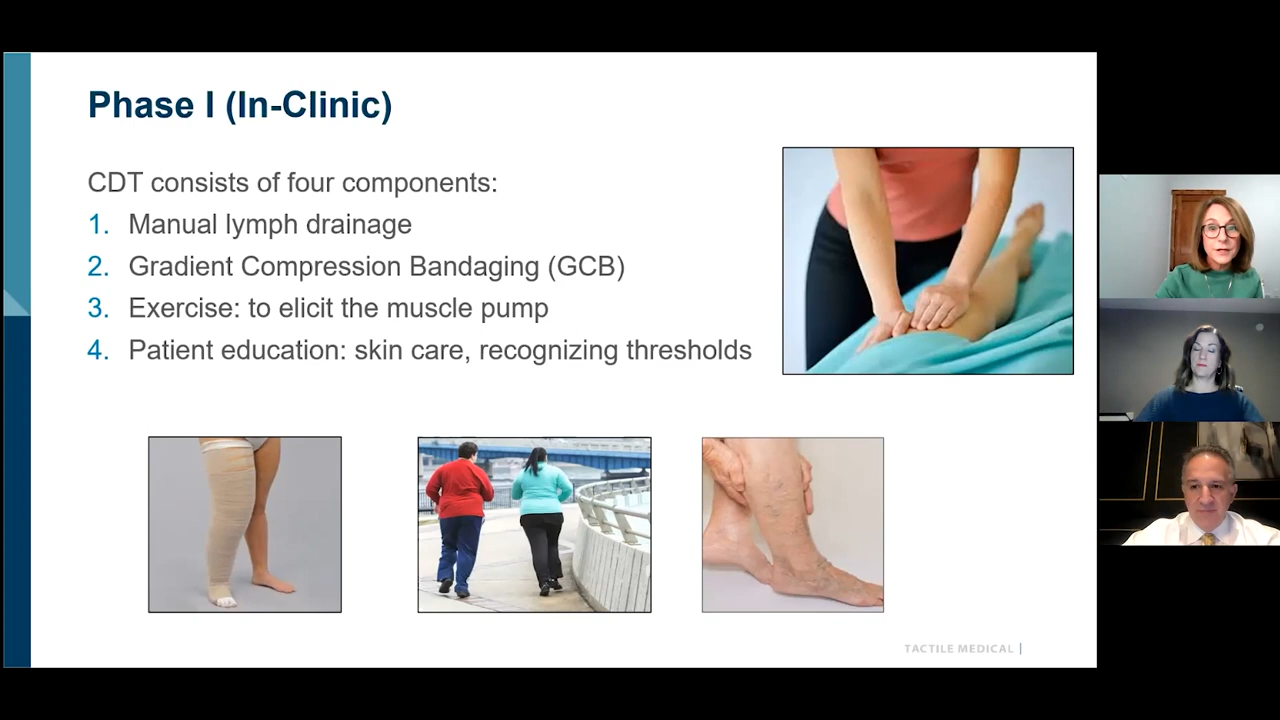 Phase I (In-Clinic)
CDT consists of four components:
1. Manual lymph drainage
2. Gradient Compression Bandaging (GCB)
3. Exercise: to elicit the muscle pump
4. Patient education: skin care, recognizing thresholds
TACTILE MEDICAL |